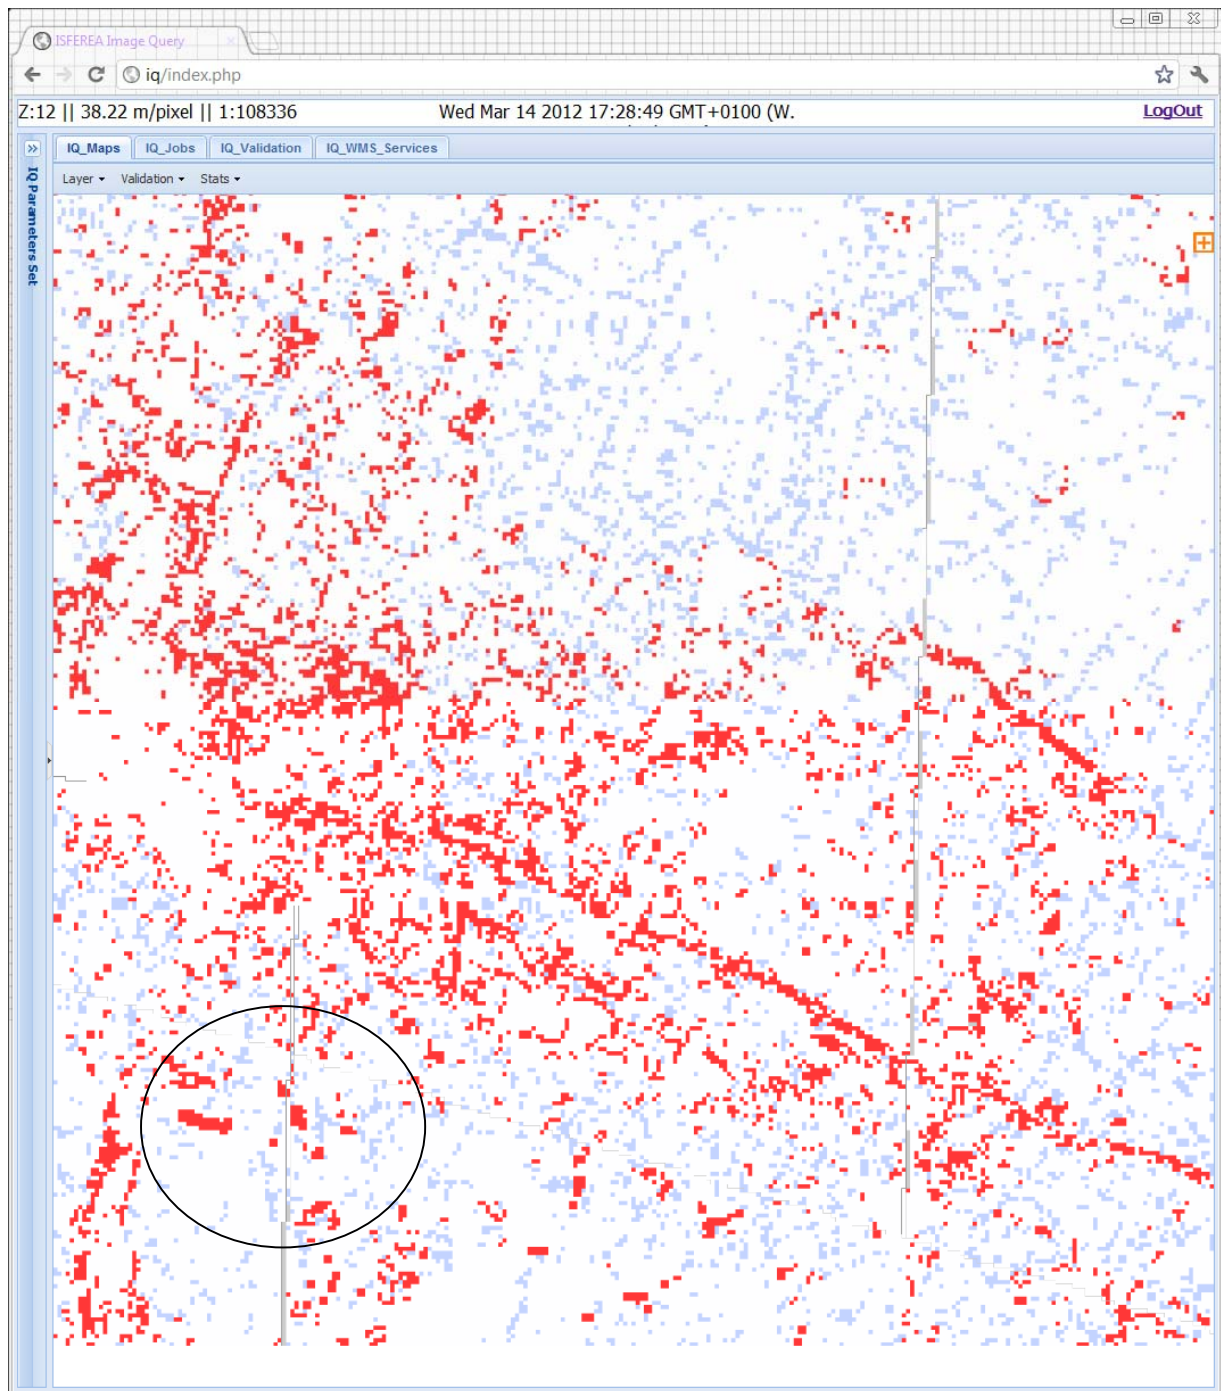 ISFEREA Image Query
iq/index.php
Z:12 || 38.22 m/pixel || 1:108336 Wed Mar 14 2012 17:28:49 GMT+0100 (W. LogOut
IQ_Maps IQ_Jobs IQ_Validation IQ_WMS_Services
Layer Validation Stats
IQ Parameters Set